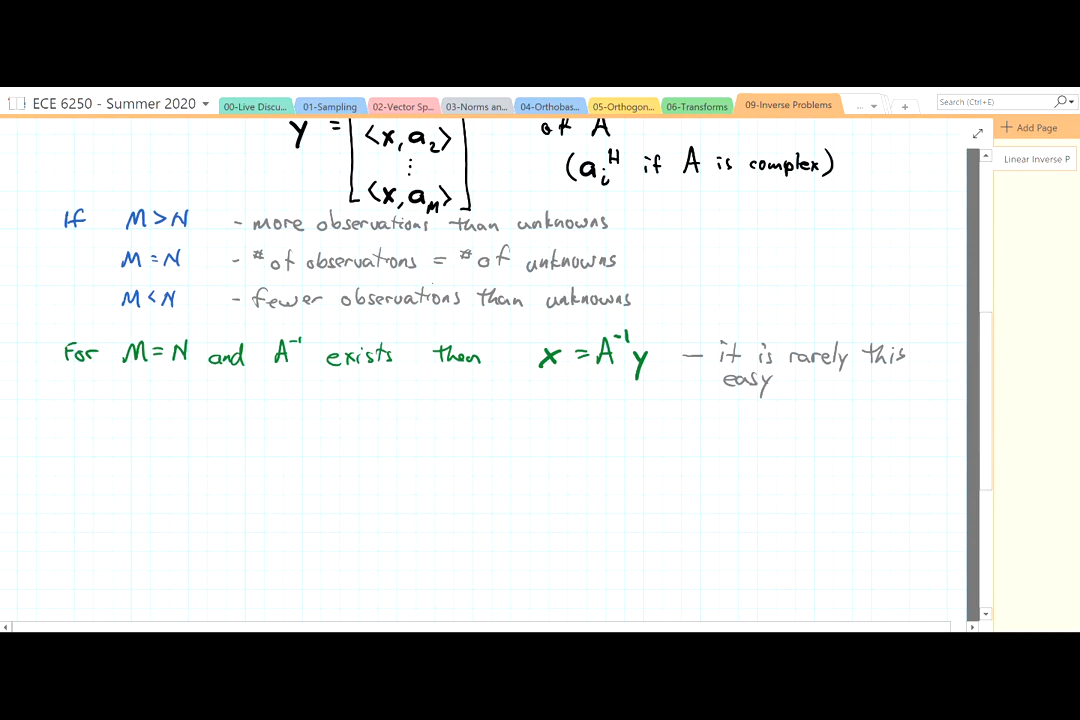 ECE 6250 - Summer 2020
00-Live Discu... 01-Sampling 02-Vector Sp... 03-Norms an... 04-Orthobas... 05-Orthogon... 06-Transforms 09-Inverse Problems ...
Search (Ctrl+E)
Add Page
Linear Inverse P
y = [ <x, a₂> of A
⋮ (aᵢᴴ if A is complex)
<x, a_M> ]
If M > N - more observations than unknowns
M = N - # of observations = # of unknowns
M < N - fewer observations than unknowns
For M = N and A⁻¹ exists then x = A⁻¹y — it is rarely this
easy